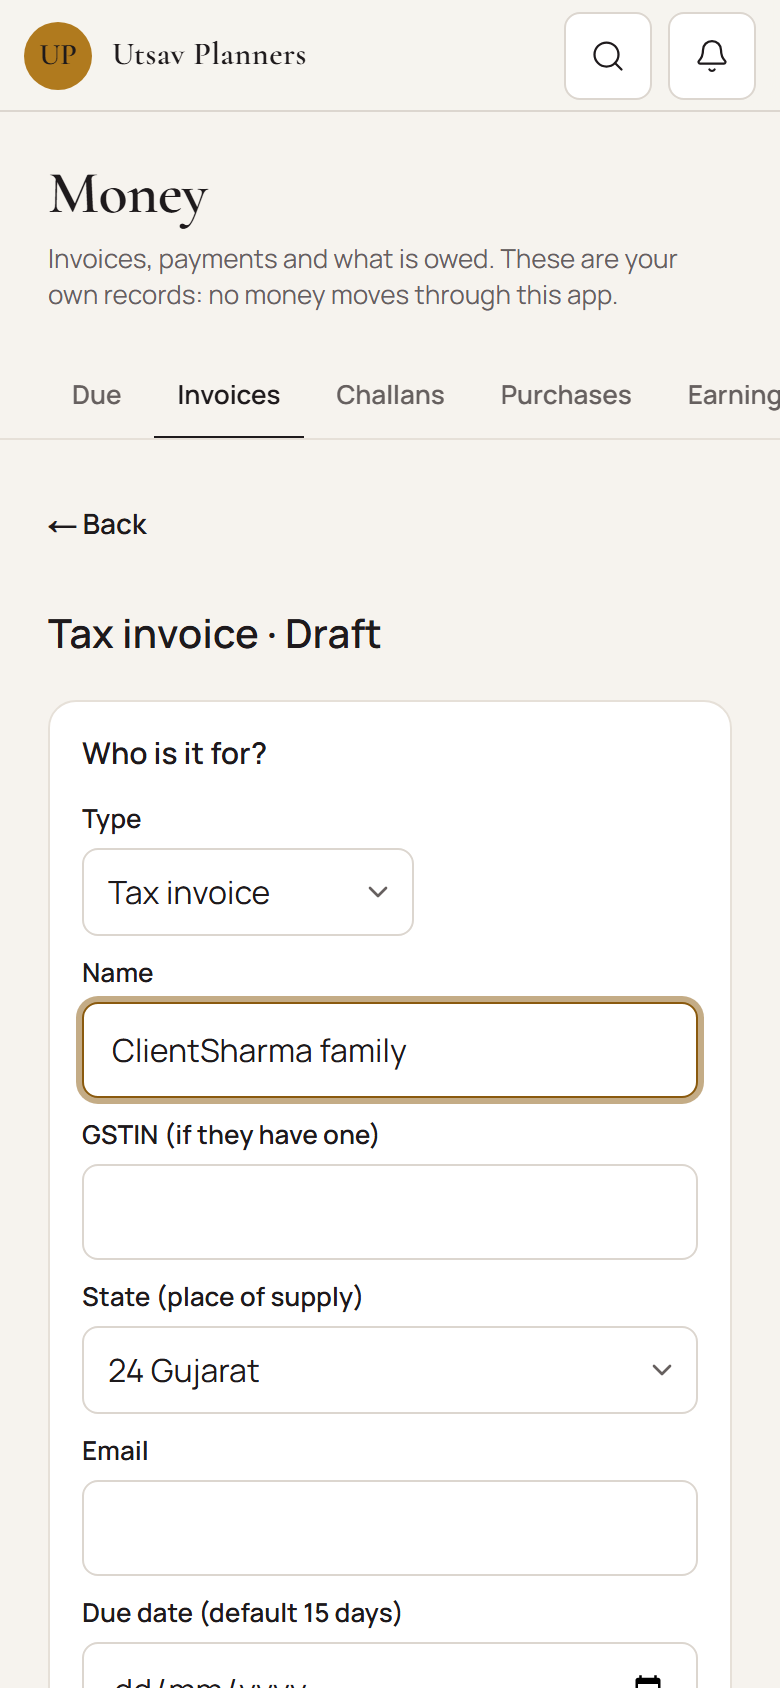 UP Utsav Planners
Money
Invoices, payments and what is owed. These are your
own records: no money moves through this app.
Due Invoices Challans Purchases Earning
← Back
Tax invoice · Draft
Who is it for?
Type
Tax invoice
Name
ClientSharma family
GSTIN (if they have one)
State (place of supply)
24 Gujarat
Email
Due date (default 15 days)
dd/mm/yyyy